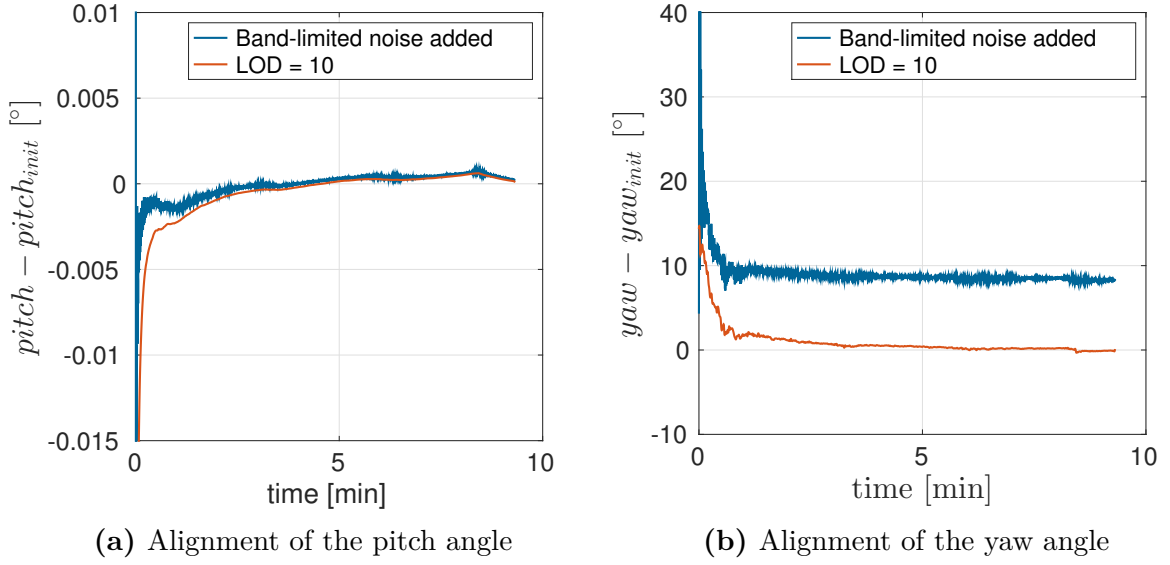 0.01
0.005
0
-0.005
-0.01
-0.015
pitch − pitch_init [°]
Band-limited noise added
LOD = 10
0
5
10
time [min]
(a) Alignment of the pitch angle
40
30
20
10
0
-10
yaw − yaw_init [°]
Band-limited noise added
LOD = 10
0
5
10
time [min]
(b) Alignment of the yaw angle